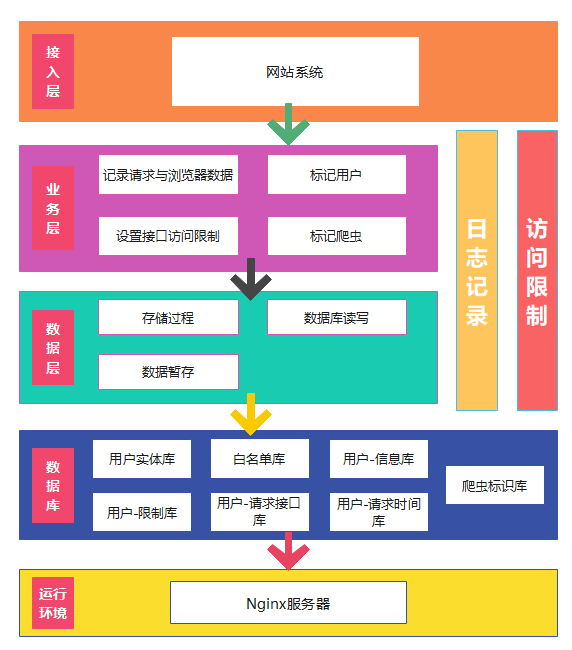 接
入
层
网站系统
业
务
层
记录请求与浏览器数据
标记用户
设置接口访问限制
标记爬虫
日
志
记
录
访
问
限
制
数
据
层
存储过程
数据库读写
数据暂存
数
据
库
用户实体库
白名单库
用户-信息库
爬虫标识库
用户-限制库
用户-请求接口
库
用户-请求时间
库
运行
环境
Nginx服务器